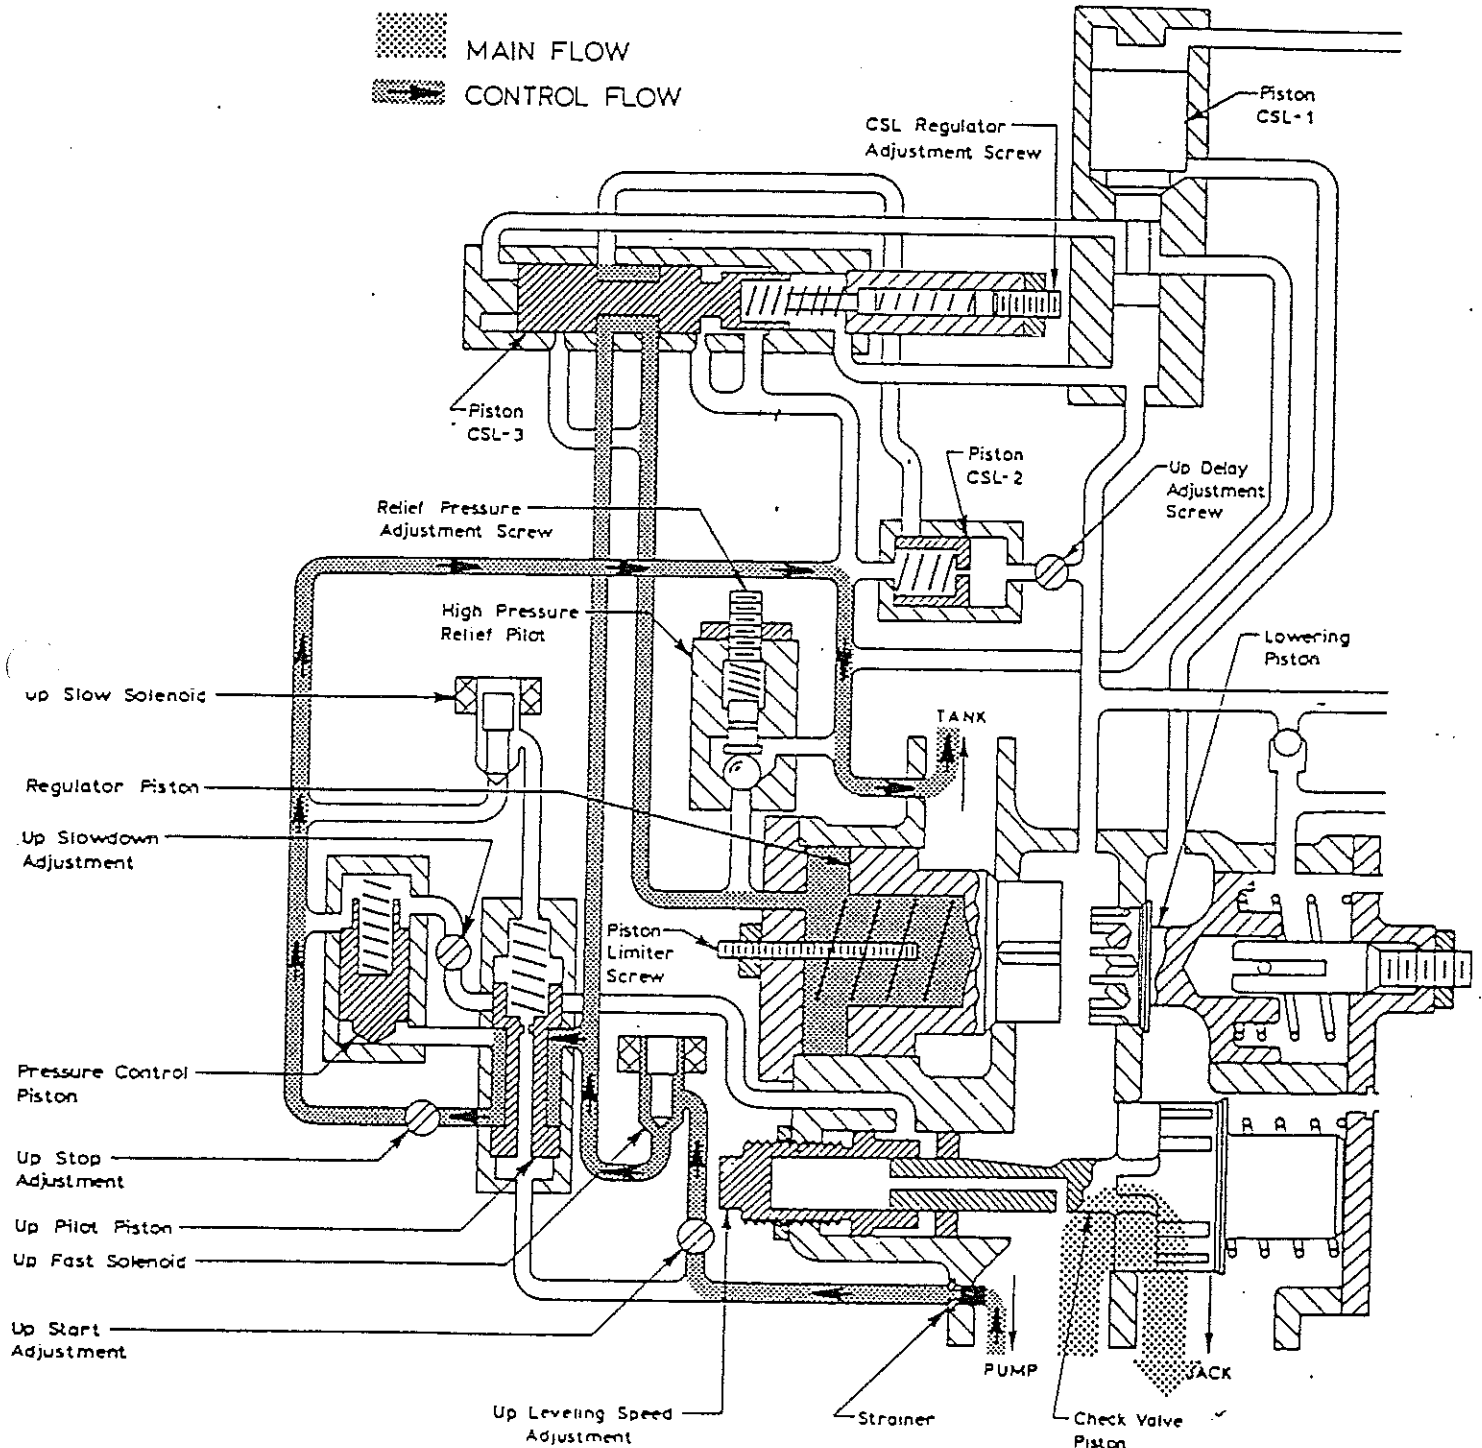 MAIN FLOW
CONTROL FLOW
Piston
CSL-1
CSL Regulator
Adjustment Screw
Piston
CSL-3
Piston
CSL-2
Up Delay
Adjustment
Screw
Relief Pressure
Adjustment Screw
High Pressure
Relief Pilot
Lowering
Piston
Up Slow Solenoid
TANK
Regulator Piston
Up Slowdown
Adjustment
Piston
Limiter
Screw
Pressure Control
Piston
Up Stop
Adjustment
Up Pilot Piston
Up Fast Solenoid
Up Start
Adjustment
PUMP
JACK
Up Leveling Speed
Adjustment
Strainer
Check Valve
Piston